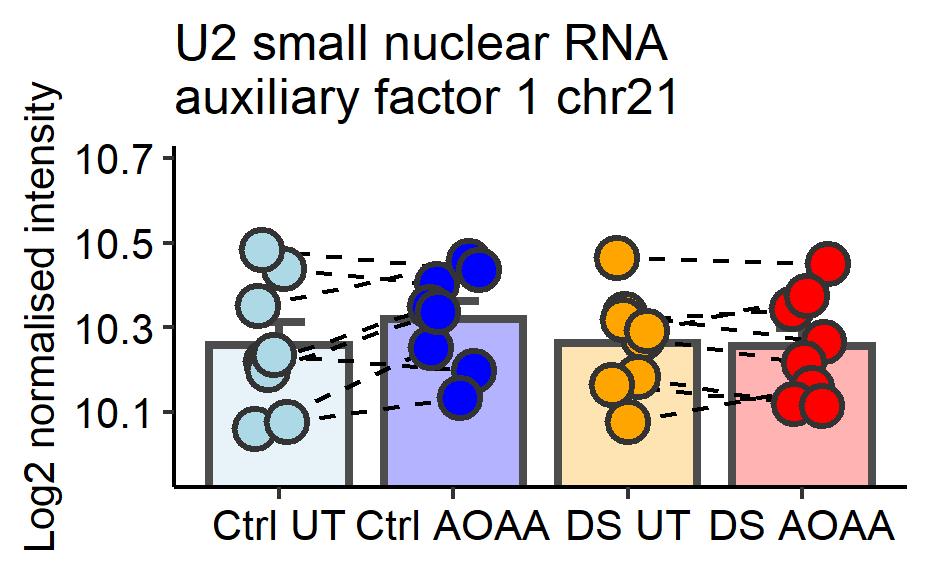 U2 small nuclear RNA
auxiliary factor 1 chr21
Log2 normalised intensity
10.7
10.5
10.3
10.1
Ctrl UT Ctrl AOAA DS UT DS AOAA